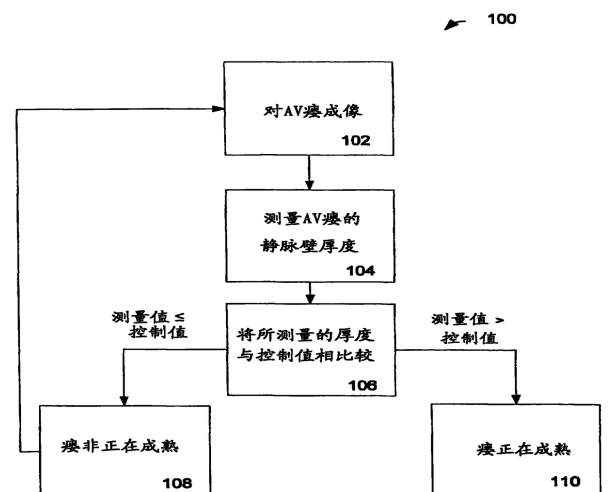 100
对AV瘘成像
102
测量AV瘘的
静脉壁厚度
104
测量值 ≤
控制值
将所测量的厚度
与控制值相比较
106
测量值 >
控制值
瘘非正在成熟
108
瘘正在成熟
110